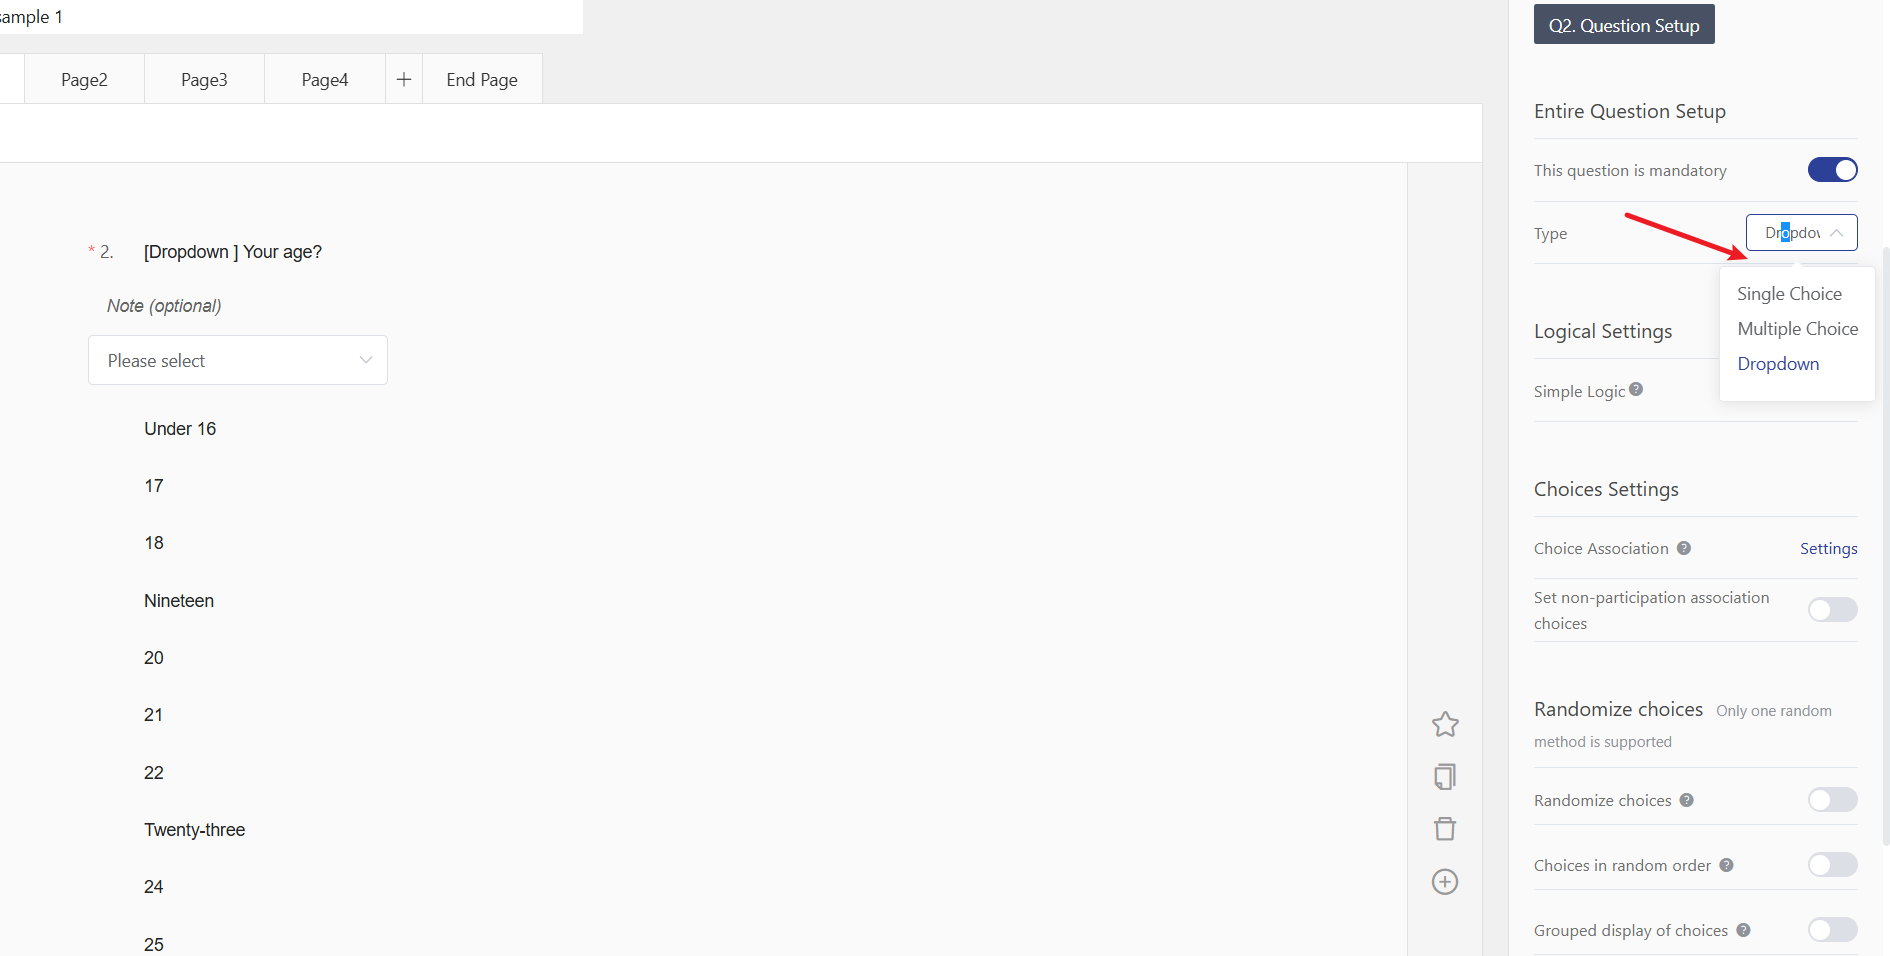 sample 1
Page2
Page3
Page4
End Page
* 2. [Dropdown ] Your age?
Note (optional)
Please select
Under 16
17
18
Nineteen
20
21
22
Twenty-three
24
25
Q2. Question Setup
Entire Question Setup
This question is mandatory
Type
Dropdow
Single Choice
Multiple Choice
Dropdown
Logical Settings
Simple Logic ?
Choices Settings
Choice Association ? Settings
Set non-participation association
choices
Randomize choices Only one random
method is supported
Randomize choices ?
Choices in random order ?
Grouped display of choices ?